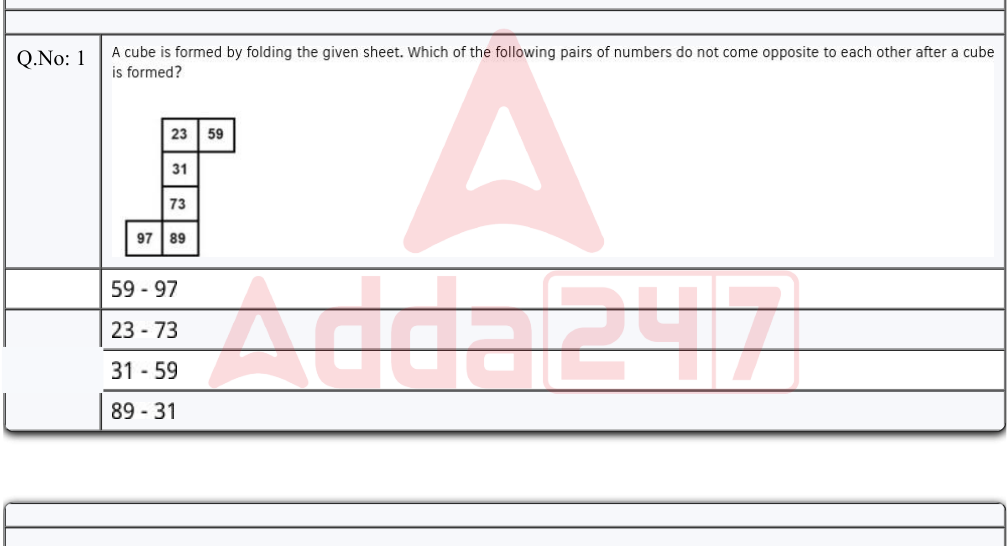 Q.No: 1
A cube is formed by folding the given sheet. Which of the following pairs of numbers do not come opposite to each other after a cube
is formed?
23 59
31
73
97 89
59 - 97
23 - 73
31 - 59
89 - 31
Adda247